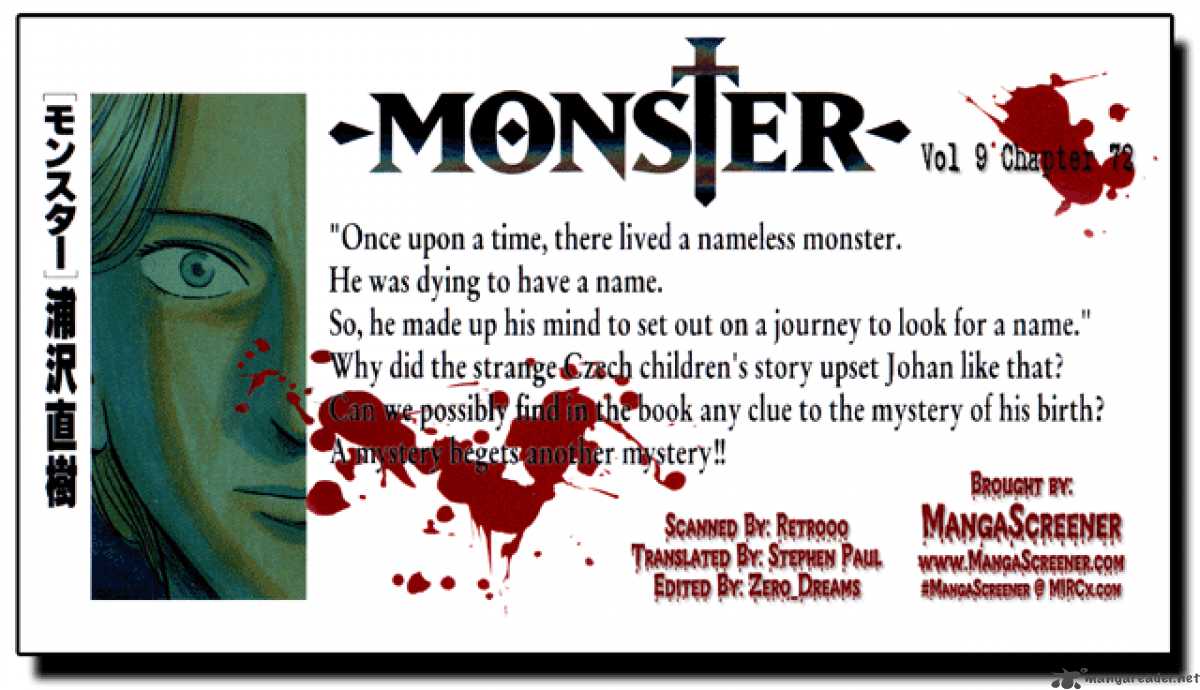 [モンスター] 浦沢直樹
-MONSTER-
Vol 9 Chapter 72
"Once upon a time, there lived a nameless monster.
He was dying to have a name.
So, he made up his mind to set out on a journey to look for a name."
Why did the strange Czech children's story upset Johan like that?
Can we possibly find in the book any clue to the mystery of his birth?
A mystery begets another mystery!!
Scanned By: Retrooo
Translated By: Stephen Paul
Edited By: Zero_Dreams
Brought by:
MangaScreener
www.MangaScreener.com
#MangaScreener @ MIRCx.com
mangareader.net